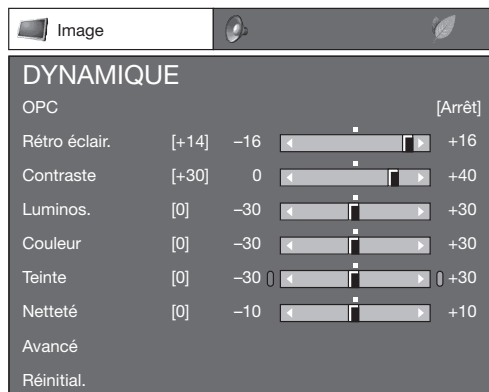 Image
DYNAMIQUE
OPC [Arrêt]
Rétro éclair. [+14] −16 +16
Contraste [+30] 0 +40
Luminos. [0] −30 +30
Couleur [0] −30 +30
Teinte [0] −30 +30
Netteté [0] −10 +10
Avancé
Réinitial.